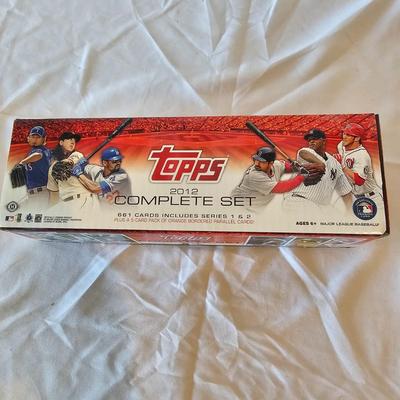 Topps
2012
COMPLETE SET
661 CARDS INCLUDES SERIES 1 & 2
PLUS A 5 CARD PACK OF ORANGE BORDERED PARALLEL CARDS!
AGES 6+ MAJOR LEAGUE BASEBALL®